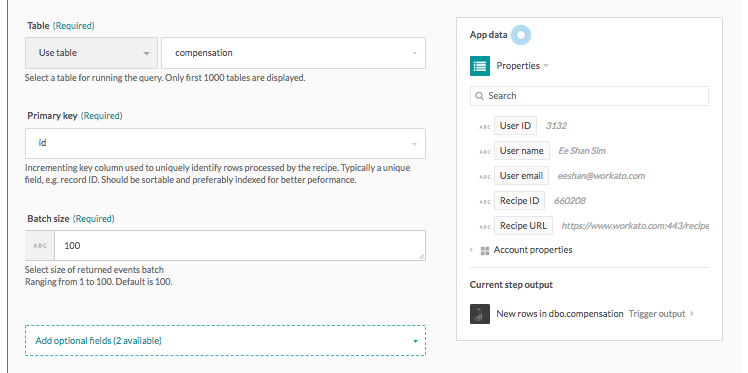 Table (Required)
Use table
compensation
Select a table for running the query. Only first 1000 tables are displayed.
Primary key (Required)
id
Incrementing key column used to uniquely identify rows processed by the recipe. Typically a unique
field, e.g. record ID. Should be sortable and preferably indexed for better peformance.
Batch size (Required)
ABC 100
Select size of returned events batch
Ranging from 1 to 100. Default is 100.
Add optional fields (2 available)
App data
Properties
Search
ABC User ID 3132
ABC User name Ee Shan Sim
ABC User email eeshan@workato.com
ABC Recipe ID 660208
ABC Recipe URL https://www.workato.com:443/recipe
Account properties
Current step output
New rows in dbo.compensation Trigger output